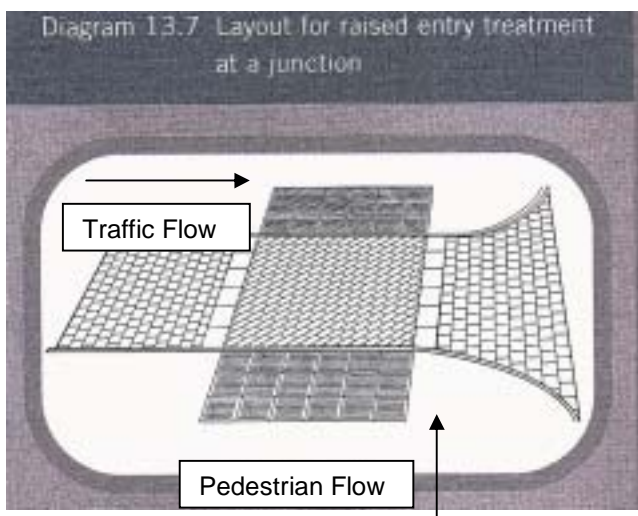 Diagram 13.7 Layout for raised entry treatment
at a junction
Traffic Flow
Pedestrian Flow